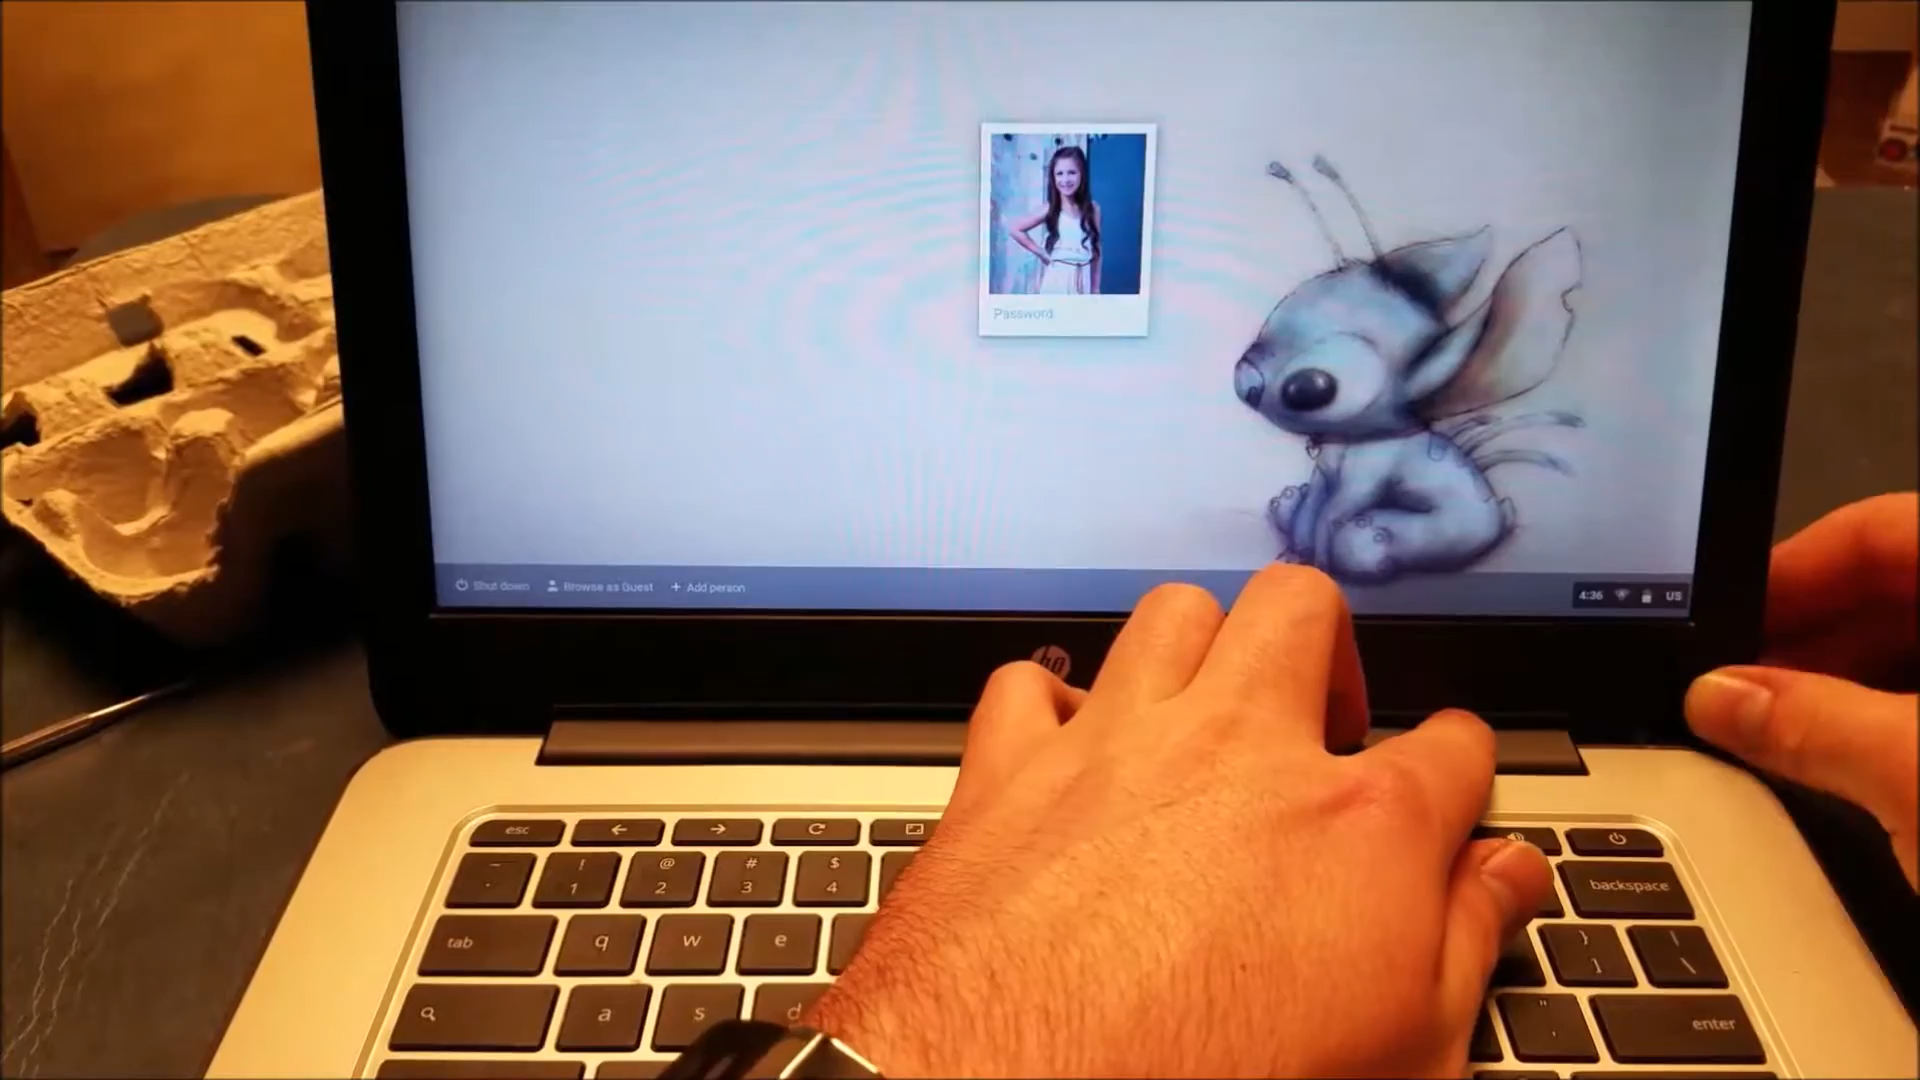 Password
Shut down Browse as Guest + Add person
4:36 US
hp
esc
! @ # $
1 2 3 4
backspace
tab q w e
} |
] \
a s d
"
'
enter